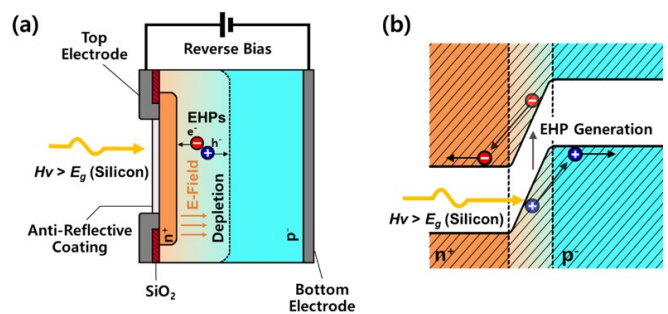 (a)
Top
Electrode
Reverse Bias
EHPs
e⁻
h⁻
Hv > Eg (Silicon)
E-Field
Depletion
n⁺
p⁻
Anti-Reflective
Coating
SiO₂
Bottom
Electrode
(b)
EHP Generation
Hv > Eg (Silicon)
n⁺
p⁻